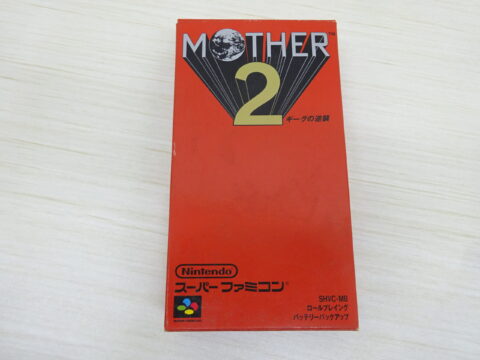 MOTHER™
2
ギーグの逆襲
Nintendo
スーパーファミコン®
SHVC-MB
ロールプレイング
バッテリーバックアップ